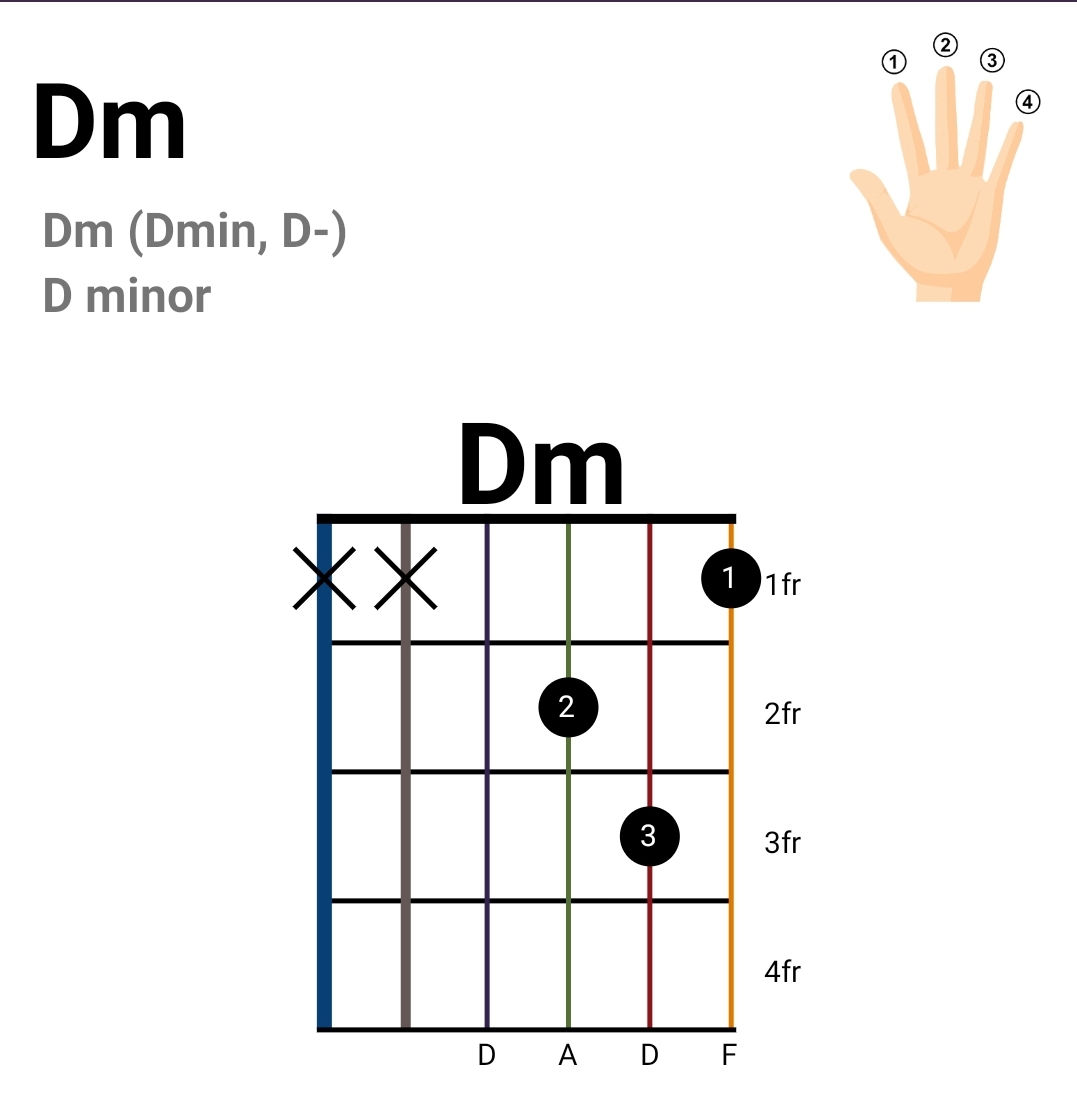 ① ② ③ ④
Dm
Dm (Dmin, D-)
D minor
Dm
1 1fr
2 2fr
3 3fr
4fr
D A D F